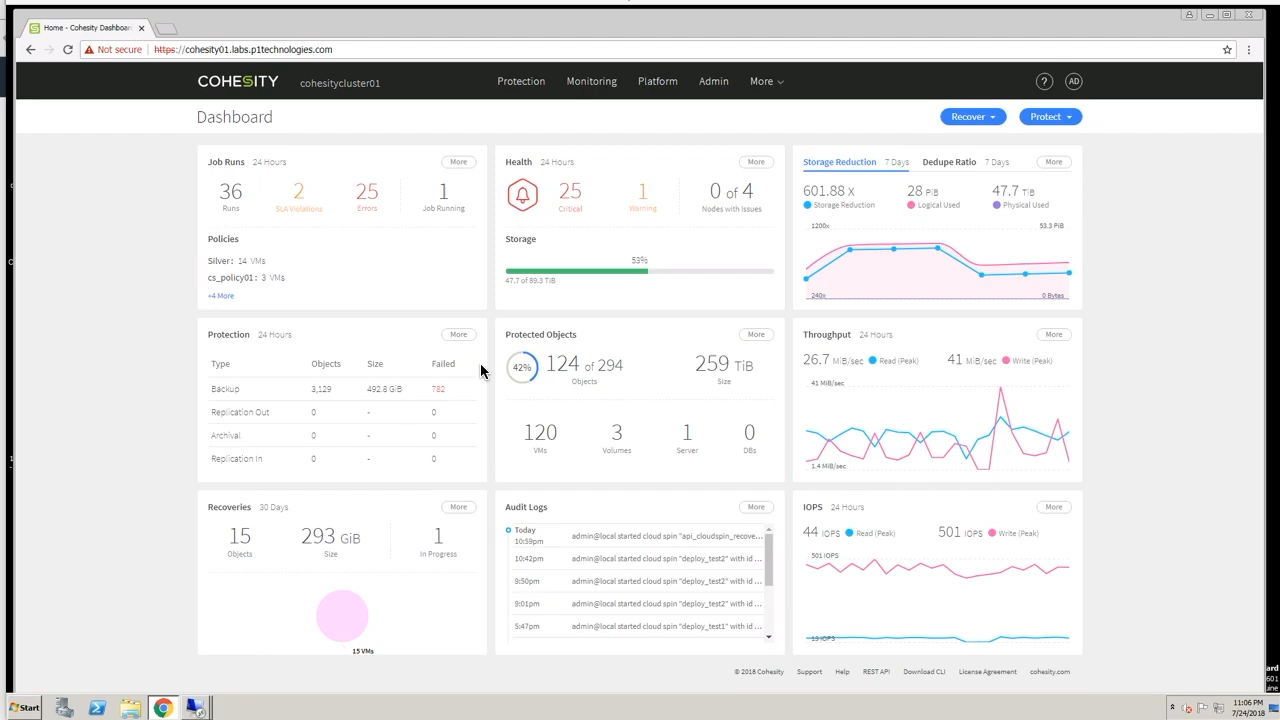 Home - Cohesity Dashboar
Not secure
https://cohesity01.labs.p1technologies.com
COHESITY
cohesitycluster01
Protection
Monitoring
Platform
Admin
More
?
AD
Dashboard
Recover
Protect
Job Runs 24 Hours
More
36
2
25
1
Runs
SLA Violations
Errors
Job Running
Policies
Silver: 14 VMs
cs_policy01: 3 VMs
+4 More
Health 24 Hours
More
25
1
0 of 4
Critical
Warning
Nodes with Issues
Storage
53%
47.7 of 89.3 TiB
Storage Reduction 7 Days
Dedupe Ratio 7 Days
More
601.88 X
28 PiB
47.7 TiB
Storage Reduction
Logical Used
Physical Used
1200x
53.3 PiB
240x
0 Bytes
Protection 24 Hours
More
Type Objects Size Failed
Backup 3,129 492.8 GiB 782
Replication Out 0 - 0
Archival 0 - 0
Replication In 0 - 0
Protected Objects
More
42%
124 of 294
259 TiB
Objects
Size
120
3
1
0
VMs
Volumes
Server
DBs
Throughput 24 Hours
More
26.7 MiB/sec Read (Peak)
41 MiB/sec Write (Peak)
41 MiB/sec
1.4 MiB/sec
Recoveries 30 Days
More
15
293 GiB
1
Objects
Size
In Progress
15 VMs
Audit Logs
More
Today
10:59pm admin@local started cloud spin "api_cloudspin_recove...
10:42pm admin@local started cloud spin "deploy_test2" with id ...
9:50pm admin@local started cloud spin "deploy_test2" with id ...
9:01pm admin@local started cloud spin "deploy_test2" with id ...
5:47pm admin@local started cloud spin "deploy_test1" with id ...
IOPS 24 Hours
More
44 IOPS Read (Peak)
501 IOPS Write (Peak)
501 IOPS
19 IOPS
© 2018 Cohesity
Support
Help
REST API
Download CLI
License Agreement
cohesity.com
Start
11:06 PM
7/24/2018